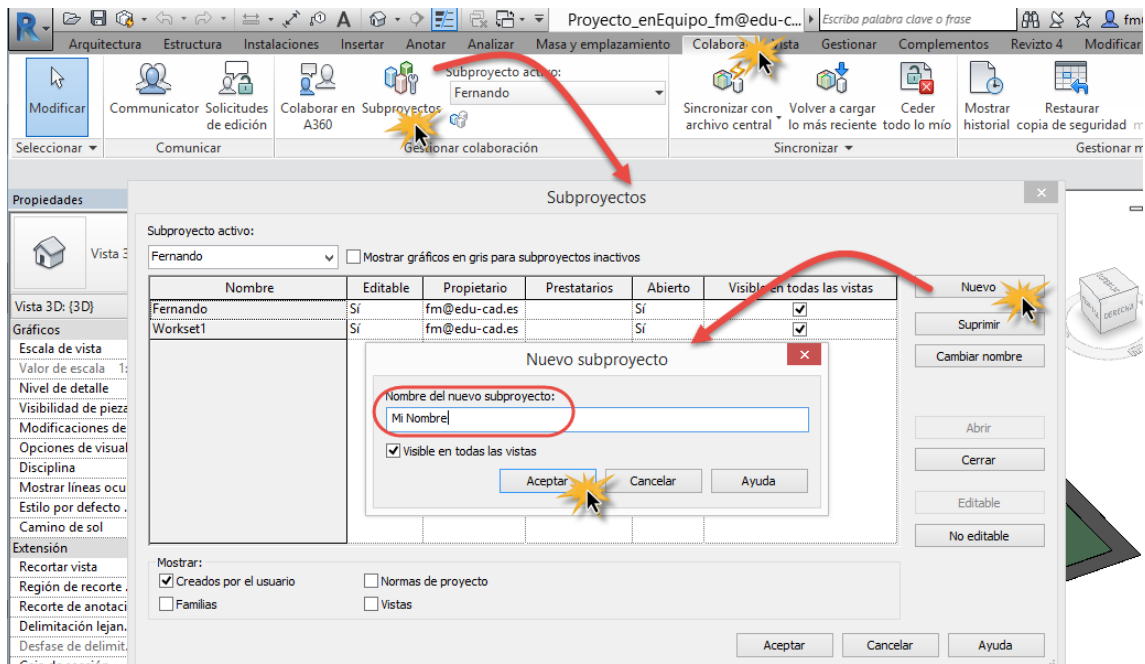 R A Proyecto_enEquipo_fm@edu-c... Escriba palabra clave o frase fm
Arquitectura Estructura Instalaciones Insertar Anotar Analizar Masa y emplazamiento Colabora Vista Gestionar Complementos Revizto 4 Modificar
Subproyecto activo:
Fernando
Modificar Communicator Solicitudes de edición Colaborar en A360 Subproyectos Sincronizar con archivo central Volver a cargar lo más reciente Ceder todo lo mío Mostrar historial Restaurar copia de seguridad
Seleccionar Comunicar Gestionar colaboración Sincronizar Gestionar m
Propiedades
Vista 3
Vista 3D: {3D}
Gráficos
Escala de vista
Valor de escala 1:
Nivel de detalle
Visibilidad de pieza
Modificaciones de
Opciones de visual
Disciplina
Mostrar líneas ocu
Estilo por defecto .
Camino de sol
Extensión
Recortar vista
Región de recorte .
Recorte de anotaci
Delimitación lejan.
Desfase de delimit.
Subproyectos
Subproyecto activo:
Fernando Mostrar gráficos en gris para subproyectos inactivos
Nombre Editable Propietario Prestatarios Abierto Visible en todas las vistas
Fernando Sí fm@edu-cad.es Sí
Workset1 Sí fm@edu-cad.es Sí
Nuevo
Suprimir
Cambiar nombre
Abrir
Cerrar
Editable
No editable
Nuevo subproyecto
Nombre del nuevo subproyecto:
Mi Nombre
Visible en todas las vistas
Aceptar Cancelar Ayuda
Mostrar:
Creados por el usuario Normas de proyecto
Familias Vistas
Aceptar Cancelar Ayuda
DERECHA